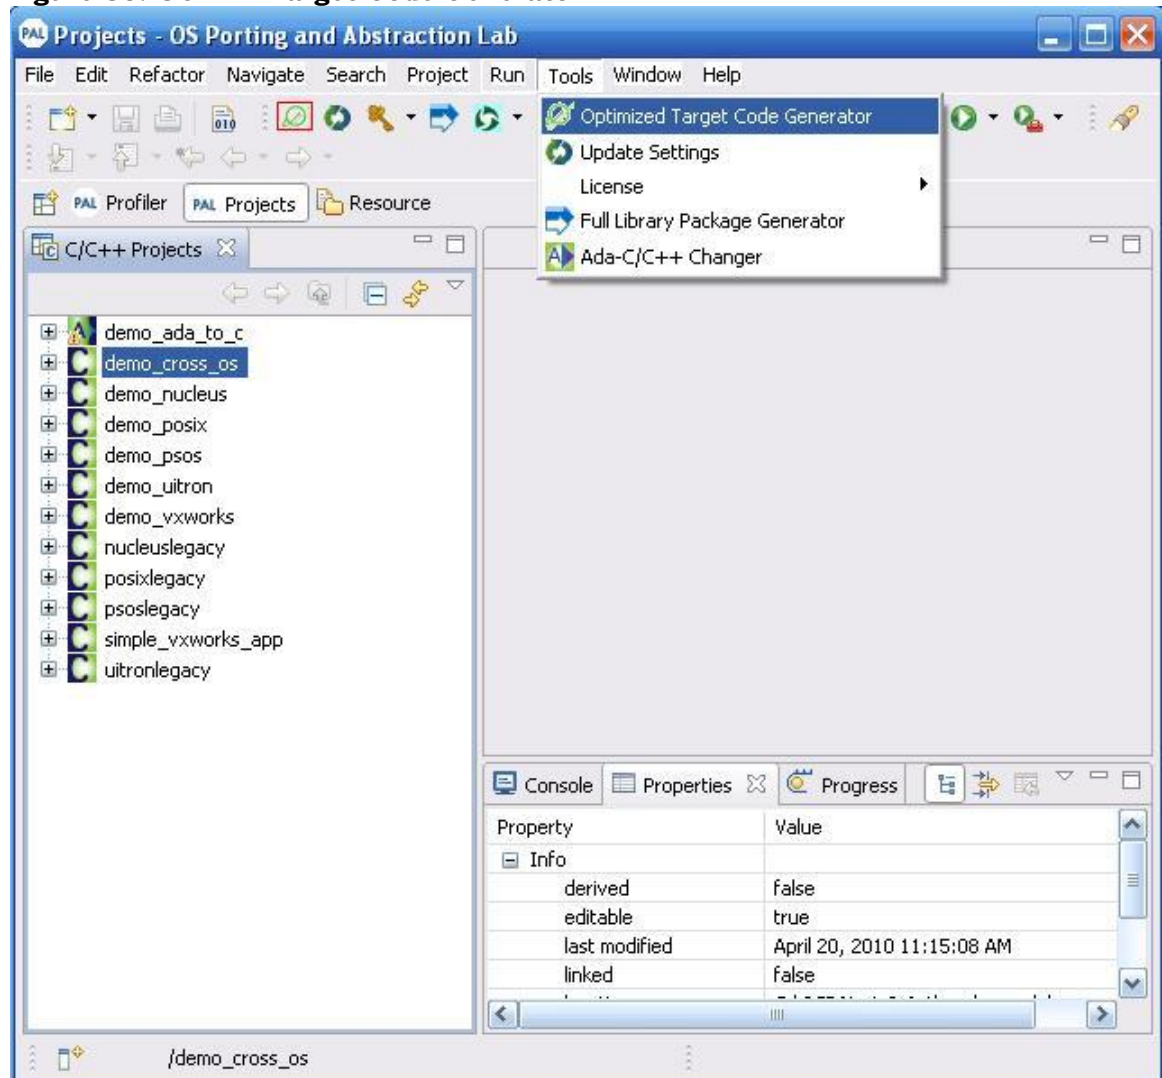 PAL Projects - OS Porting and Abstraction Lab
File Edit Refactor Navigate Search Project Run Tools Window Help
010
Optimized Target Code Generator
Update Settings
License
Full Library Package Generator
Ada-C/C++ Changer
PAL Profiler PAL Projects Resource
C/C++ Projects
demo_ada_to_c
demo_cross_os
demo_nucleus
demo_posix
demo_psos
demo_uitron
demo_vxworks
nucleuslegacy
posixlegacy
psoslegacy
simple_vxworks_app
uitronlegacy
Console Properties Progress
Property Value
Info
derived false
editable true
last modified April 20, 2010 11:15:08 AM
linked false
/demo_cross_os